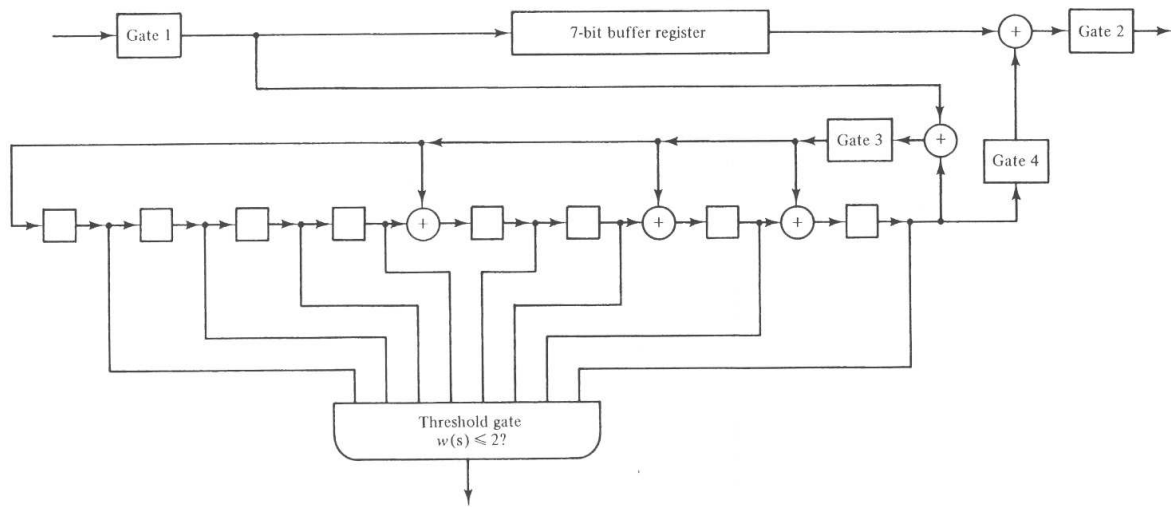 Gate 1
7-bit buffer register
+
Gate 2
Gate 3
+
Gate 4
+
+
+
Threshold gate
w(s) ⩽ 2?